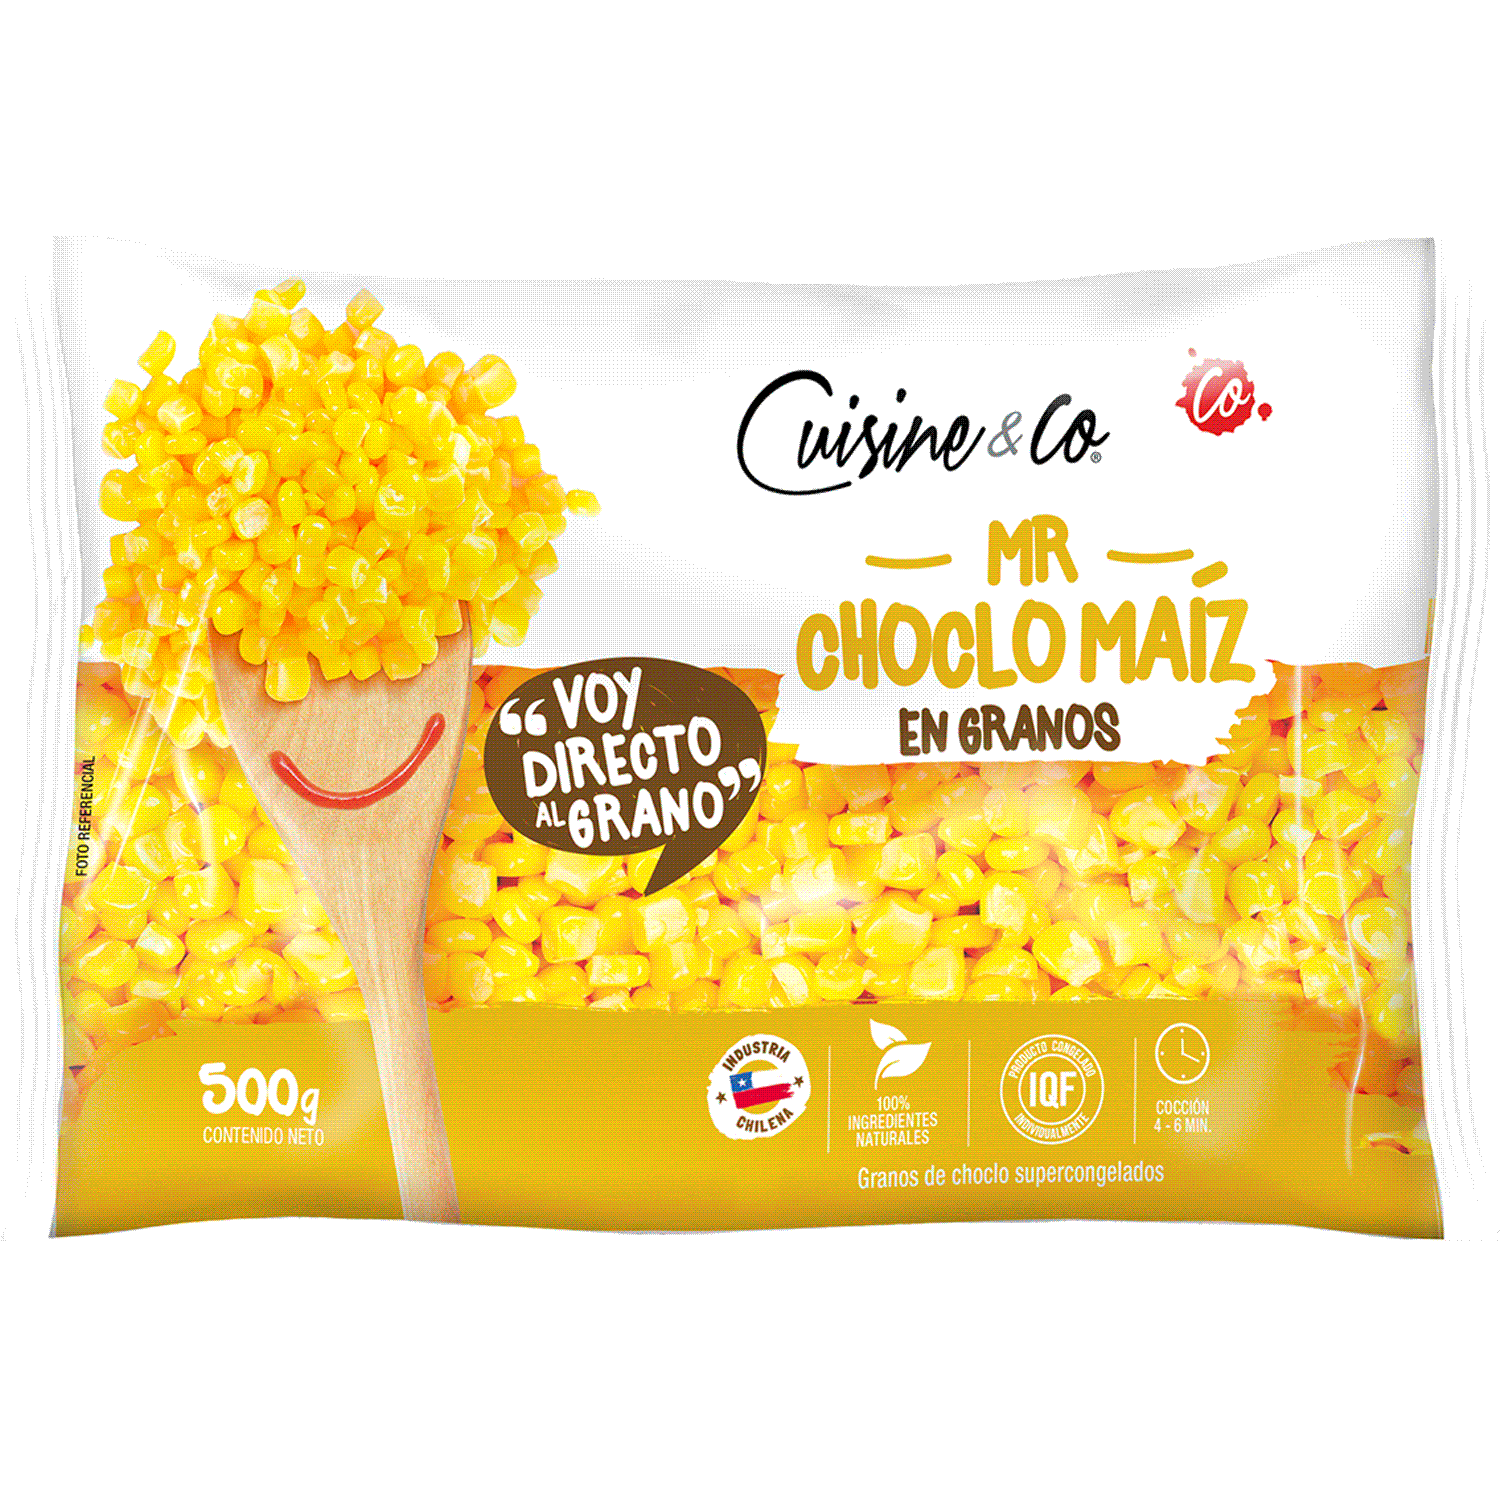 Cuisine & Co®
Co.
MR
CHOCLO MAÍZ
EN GRANOS
“VOY
DIRECTO
AL GRANO”
FOTO REFERENCIAL
500g
CONTENIDO NETO
INDUSTRIA
CHILENA
100%
INGREDIENTES
NATURALES
PRODUCTO CONGELADO
IQF
INDIVIDUALMENTE
COCCIÓN
4 - 6 MIN.
Granos de choclo supercongelados